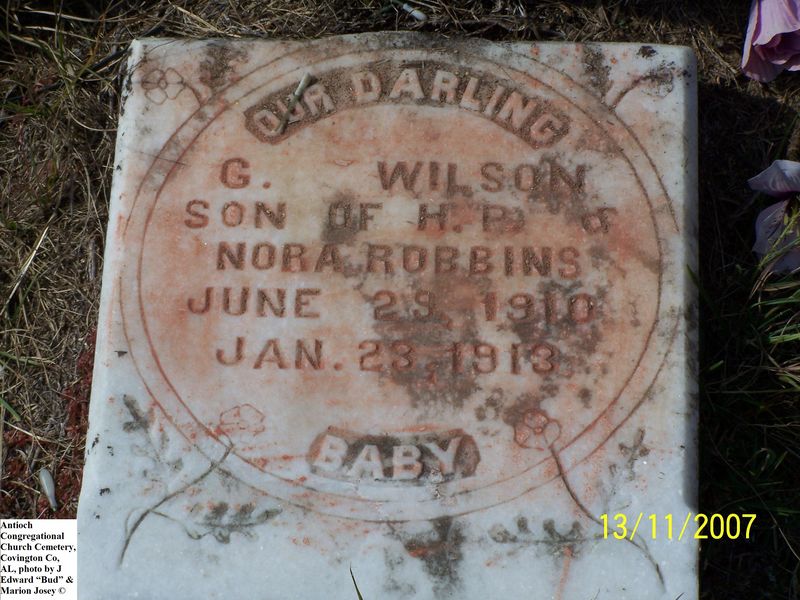 OUR DARLING
G. WILSON
SON OF H. P. &
NORA ROBBINS
JUNE 29, 1910
JAN. 23, 1913.
BABY
13/11/2007
Antioch
Congregational
Church Cemetery,
Covington Co,
AL, photo by J
Edward “Bud” &
Marion Josey ©